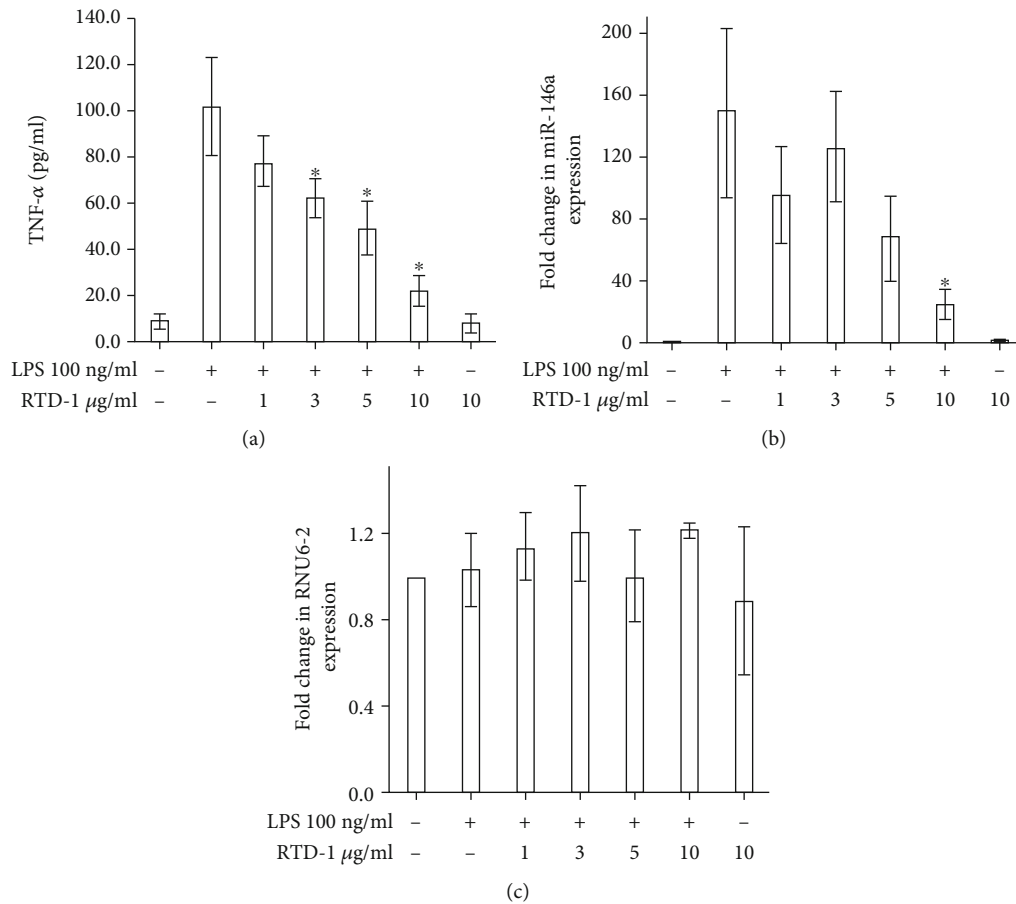 140.0
120.0
100.0
80.0
60.0
40.0
20.0
0.0
TNF-α (pg/ml)
* * *
LPS 100 ng/ml – + + + + + –
RTD-1 μg/ml – – 1 3 5 10 10
(a)
200
160
120
80
40
0
Fold change in miR-146a
expression
*
LPS 100 ng/ml – + + + + + –
RTD-1 μg/ml – – 1 3 5 10 10
(b)
1.2
0.8
0.4
0.0
Fold change in RNU6-2
expression
LPS 100 ng/ml – + + + + + –
RTD-1 μg/ml – – 1 3 5 10 10
(c)